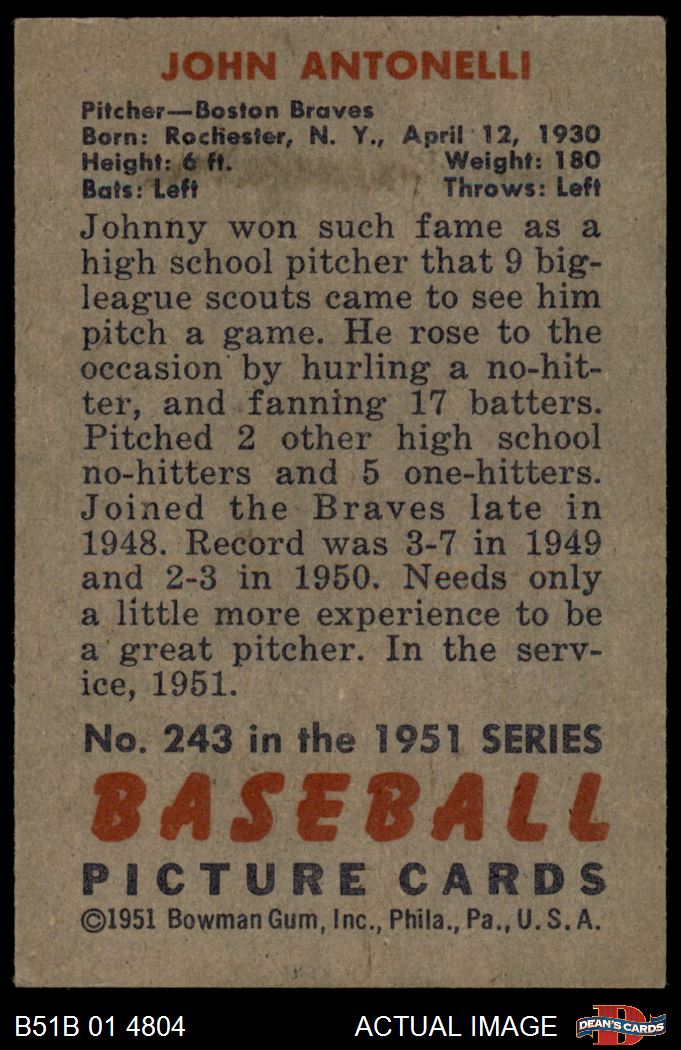 JOHN ANTONELLI
Pitcher—Boston Braves
Born: Rochester, N. Y., April 12, 1930
Height: 6 ft. Weight: 180
Bats: Left Throws: Left
Johnny won such fame as a
high school pitcher that 9 big-
league scouts came to see him
pitch a game. He rose to the
occasion by hurling a no-hit-
ter, and fanning 17 batters.
Pitched 2 other high school
no-hitters and 5 one-hitters.
Joined the Braves late in
1948. Record was 3-7 in 1949
and 2-3 in 1950. Needs only
a little more experience to be
a great pitcher. In the serv-
ice, 1951.
No. 243 in the 1951 SERIES
BASEBALL
PICTURE CARDS
©1951 Bowman Gum, Inc., Phila., Pa., U. S. A.
B51B 01 4804 ACTUAL IMAGE
D
DEAN'S CARDS